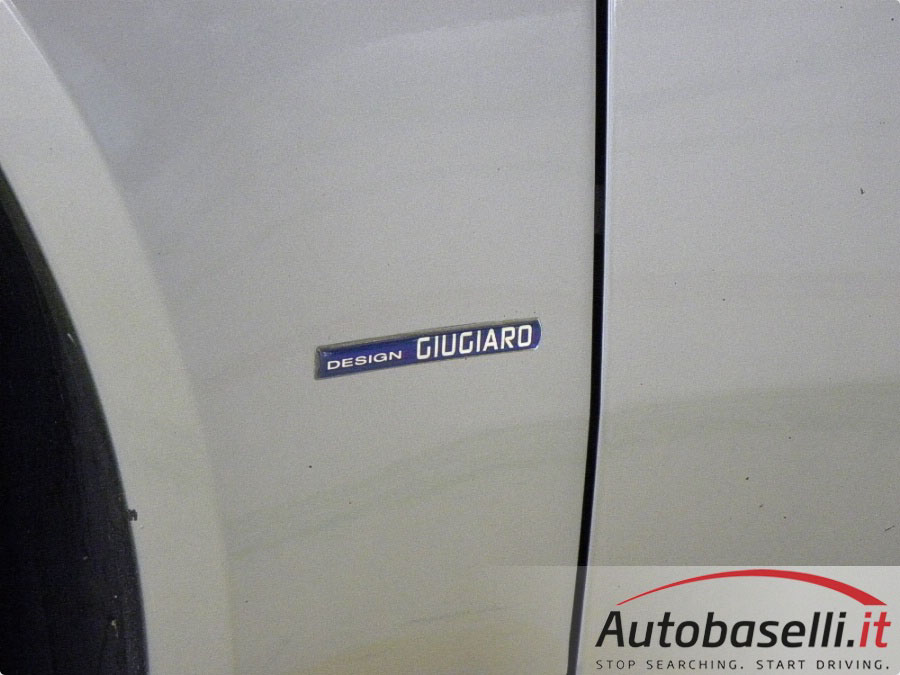 DESIGN GIUGIARO
Autobaselli.it
STOP SEARCHING. START DRIVING.